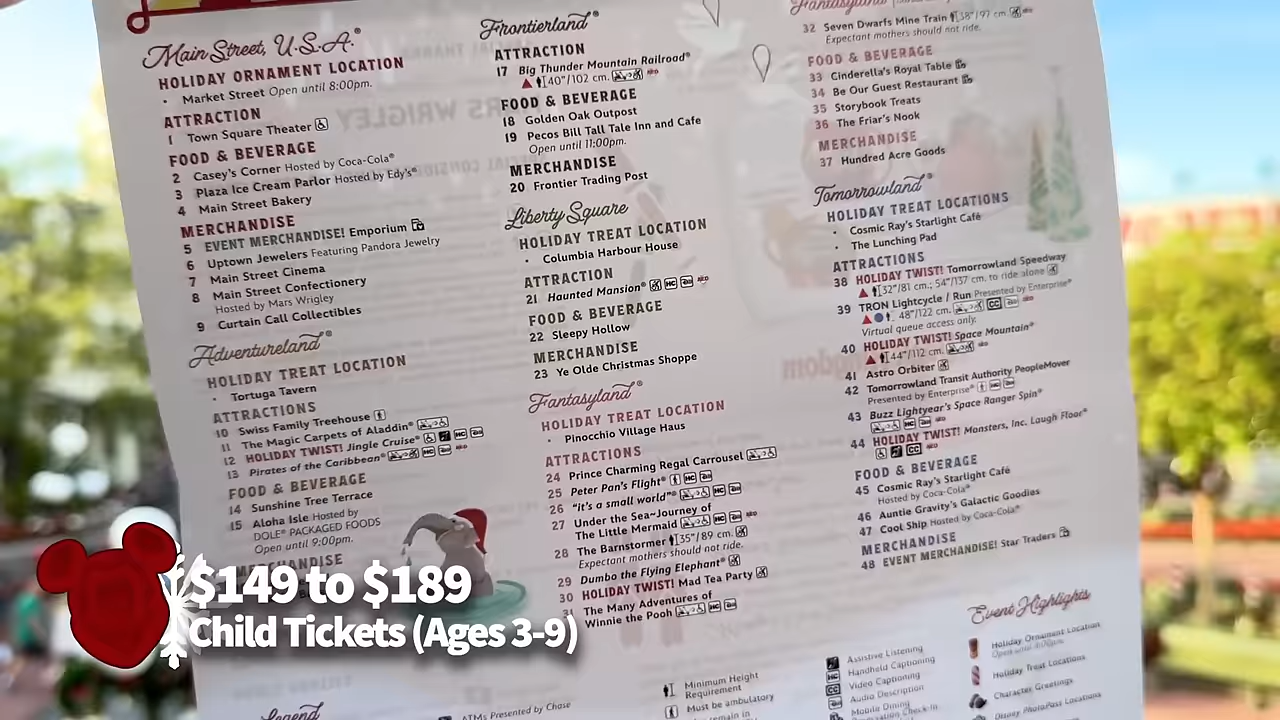 Main Street, U.S.A.®
HOLIDAY ORNAMENT LOCATION
• Market Street Open until 8:00pm.
ATTRACTION
1 Town Square Theater
FOOD & BEVERAGE
2 Casey's Corner Hosted by Coca-Cola®
3 Plaza Ice Cream Parlor Hosted by Edy's®
4 Main Street Bakery
MERCHANDISE
5 EVENT MERCHANDISE! Emporium
6 Uptown Jewelers Featuring Pandora Jewelry
7 Main Street Cinema
8 Main Street Confectionery
Hosted by Mars Wrigley
9 Curtain Call Collectibles
Adventureland®
HOLIDAY TREAT LOCATION
• Tortuga Tavern
ATTRACTIONS
10 Swiss Family Treehouse
11 The Magic Carpets of Aladdin®
12 HOLIDAY TWIST! Jingle Cruise®
13 Pirates of the Caribbean®
FOOD & BEVERAGE
14 Sunshine Tree Terrace
15 Aloha Isle Hosted by
DOLE® PACKAGED FOODS
Open until 9:00pm.
MERCHANDISE
Frontierland®
ATTRACTION
17 Big Thunder Mountain Railroad®
40"/102 cm.
FOOD & BEVERAGE
18 Golden Oak Outpost
19 Pecos Bill Tall Tale Inn and Cafe
Open until 11:00pm.
MERCHANDISE
20 Frontier Trading Post
Liberty Square
HOLIDAY TREAT LOCATION
• Columbia Harbour House
ATTRACTION
21 Haunted Mansion®
FOOD & BEVERAGE
22 Sleepy Hollow
MERCHANDISE
23 Ye Olde Christmas Shoppe
Fantasyland®
HOLIDAY TREAT LOCATION
• Pinocchio Village Haus
ATTRACTIONS
24 Prince Charming Regal Carrousel
25 Peter Pan's Flight®
26 "it's a small world"®
27 Under the Sea~Journey of
The Little Mermaid
28 The Barnstormer 35"/89 cm.
Expectant mothers should not ride.
29 Dumbo the Flying Elephant®
30 HOLIDAY TWIST! Mad Tea Party
31 The Many Adventures of
Winnie the Pooh
Fantasyland
32 Seven Dwarfs Mine Train 38"/97 cm.
Expectant mothers should not ride.
FOOD & BEVERAGE
33 Cinderella's Royal Table
34 Be Our Guest Restaurant
35 Storybook Treats
36 The Friar's Nook
MERCHANDISE
37 Hundred Acre Goods
Tomorrowland®
HOLIDAY TREAT LOCATIONS
• Cosmic Ray's Starlight Café
• The Lunching Pad
ATTRACTIONS
38 HOLIDAY TWIST! Tomorrowland Speedway
32"/81 cm.; 54"/137 cm. to ride alone
39 TRON Lightcycle / Run Presented by Enterprise®
48"/122 cm.
Virtual queue access only.
40 HOLIDAY TWIST! Space Mountain®
44"/112 cm.
41 Astro Orbiter
42 Tomorrowland Transit Authority PeopleMover
Presented by Enterprise®
43 Buzz Lightyear's Space Ranger Spin®
44 HOLIDAY TWIST! Monsters, Inc. Laugh Floor®
FOOD & BEVERAGE
45 Cosmic Ray's Starlight Café
Hosted by Coca-Cola®
46 Auntie Gravity's Galactic Goodies
47 Cool Ship Hosted by Coca-Cola®
MERCHANDISE
48 EVENT MERCHANDISE! Star Traders
Legend
ATMs Presented by Chase
Minimum Height
Requirement
Must be ambulatory
remain in
Assistive Listening
Handheld Captioning
Video Captioning
Audio Description
Mobile Dining
Event Highlights
Holiday Ornament Location
Holiday Treat Locations
Character Greetings
Disney PhotoPass Locations
$149 to $189
Child Tickets (Ages 3-9)